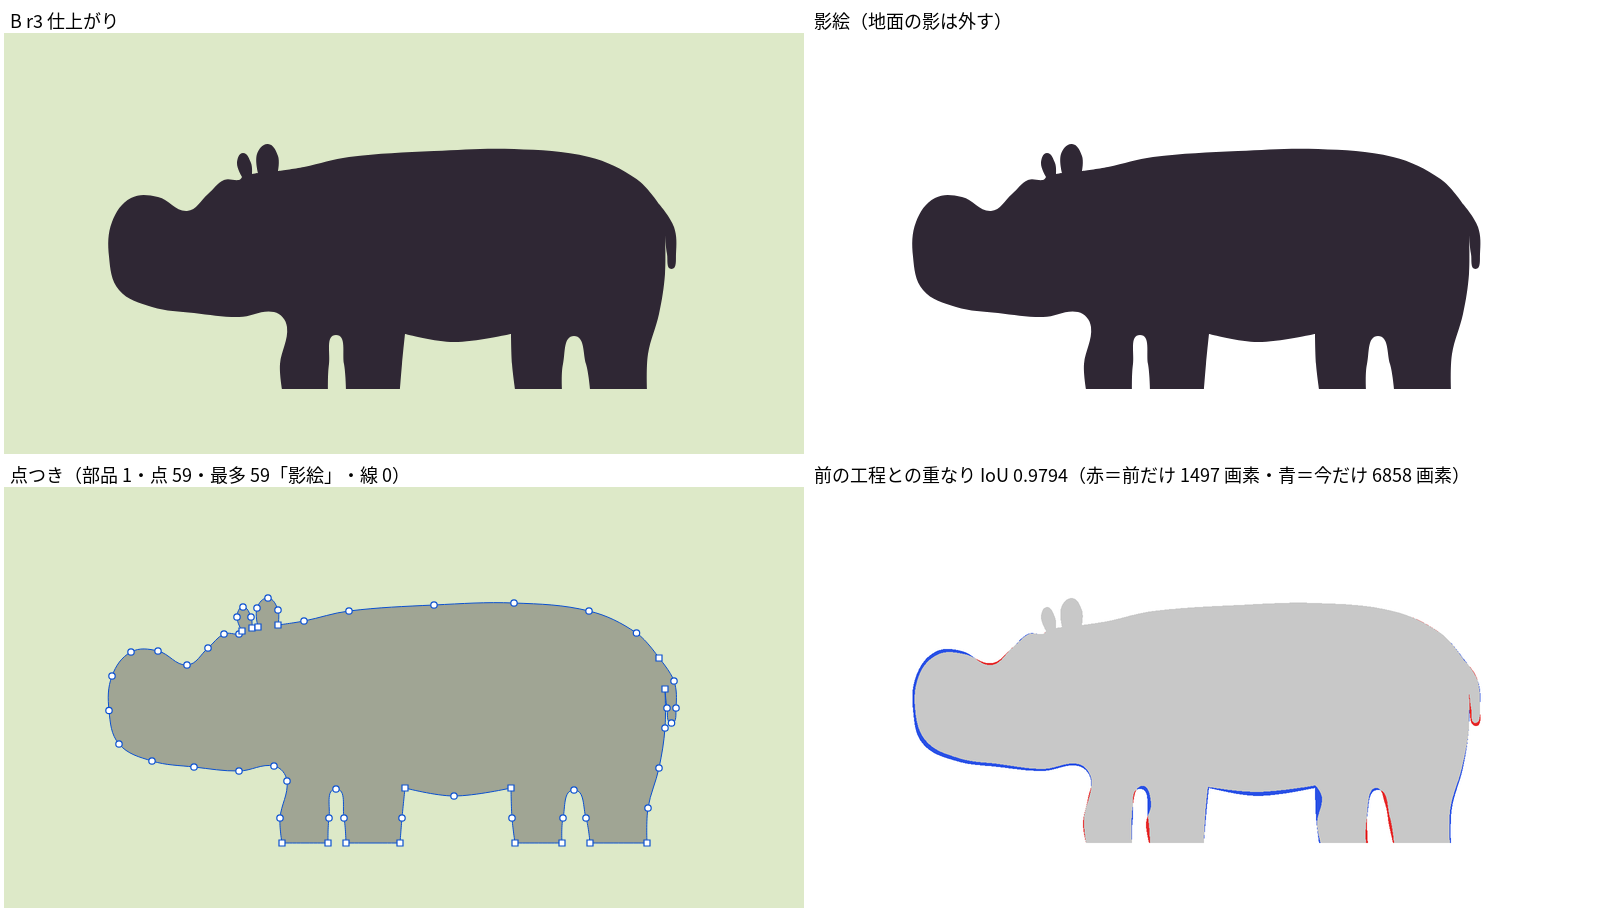 B r3 仕上がり
影絵（地面の影は外す）
点つき（部品 1・点 59・最多 59「影絵」・線 0）
前の工程との重なり IoU 0.9794（赤＝前だけ 1497 画素・青＝今だけ 6858 画素）